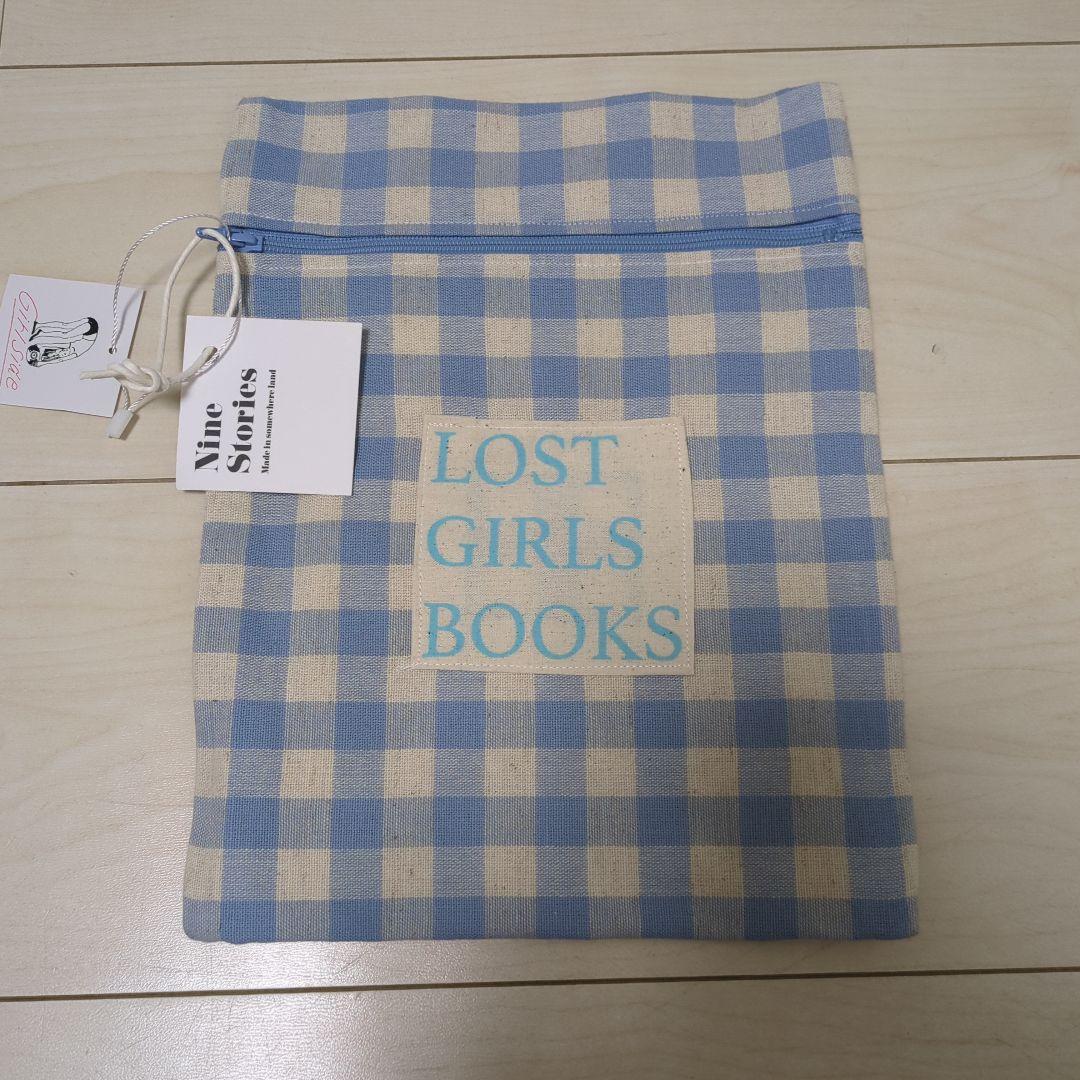 LOST
GIRLS
BOOKS
Nine
Stories
Made in somewhere land